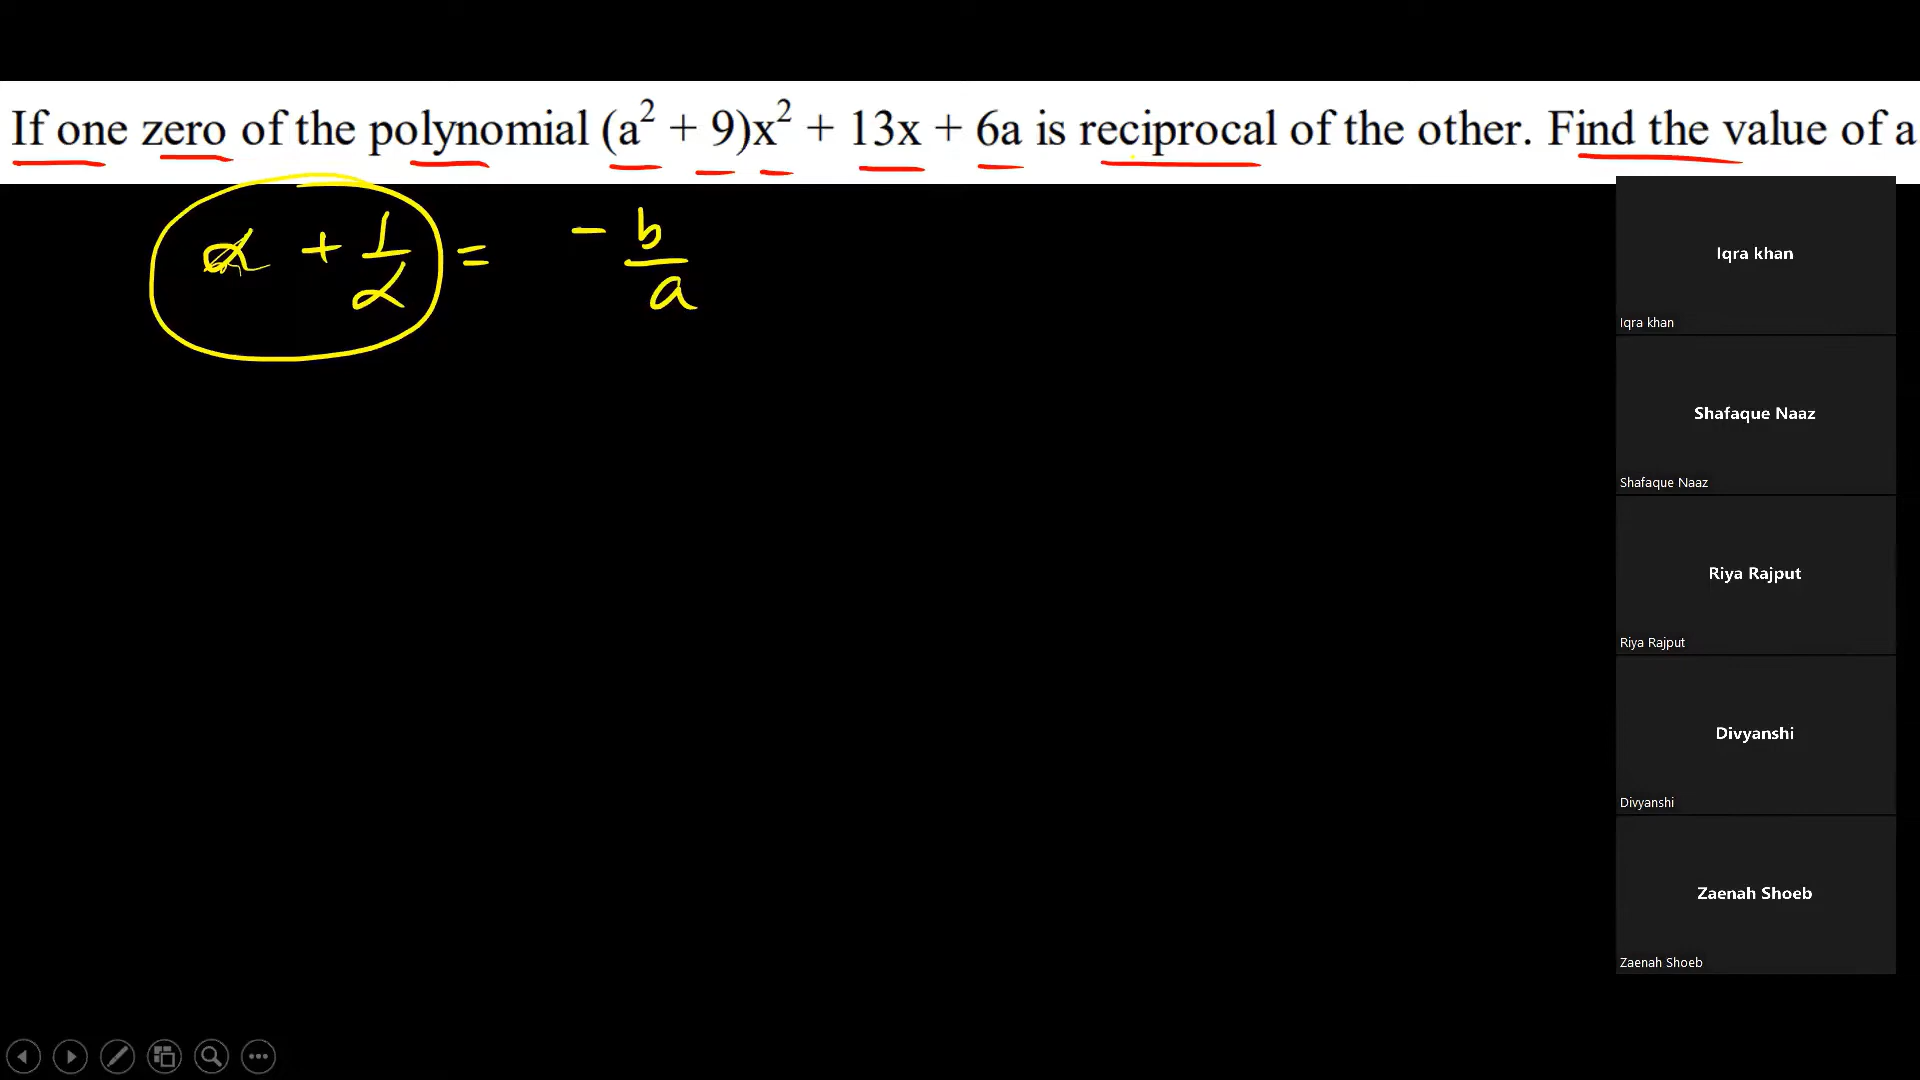 If one zero of the polynomial (a² + 9)x² + 13x + 6a is reciprocal of the other. Find the value of a
α + 1/α = - b/a
Iqra khan
Iqra khan
Shafaque Naaz
Shafaque Naaz
Riya Rajput
Riya Rajput
Divyanshi
Divyanshi
Zaenah Shoeb
Zaenah Shoeb